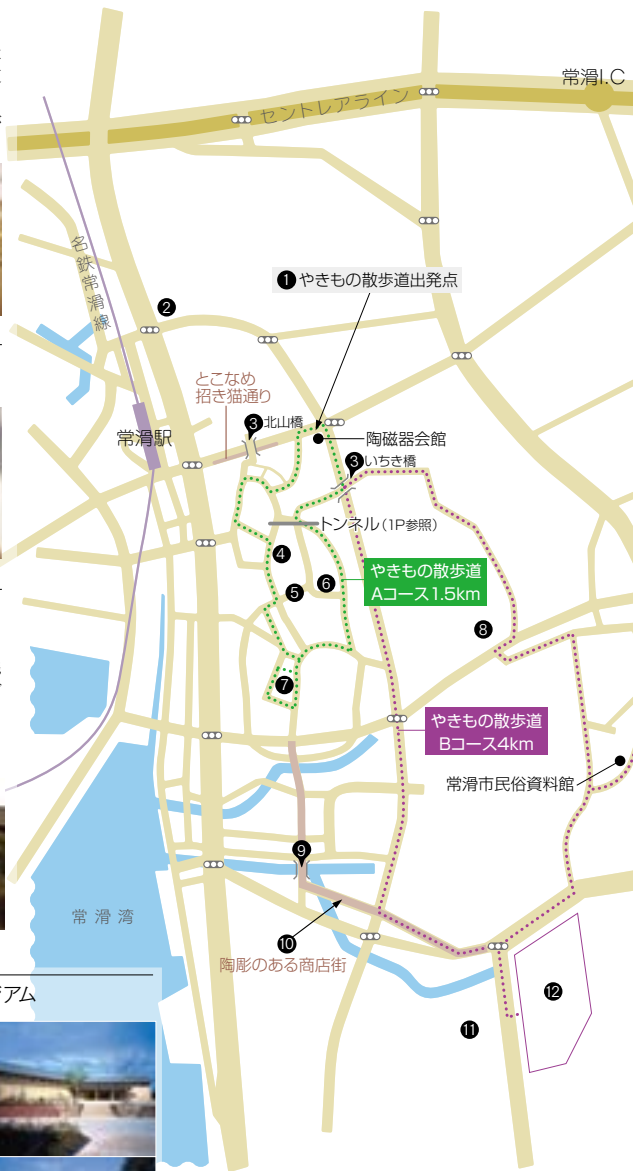 常滑I.C
セントレアライン
名鉄常滑線
❶やきもの散歩道出発点
❷
とこなめ
招き猫通り
❸北山橋
陶磁器会館
常滑駅
❸いちき橋
トンネル(1P参照)
❹
❺
❻
やきもの散歩道
Aコース1.5km
❽
❼
やきもの散歩道
Bコース4km
常滑市民俗資料館
❾
常滑湾
❿
陶彫のある商店街
⓫
⓬
アム